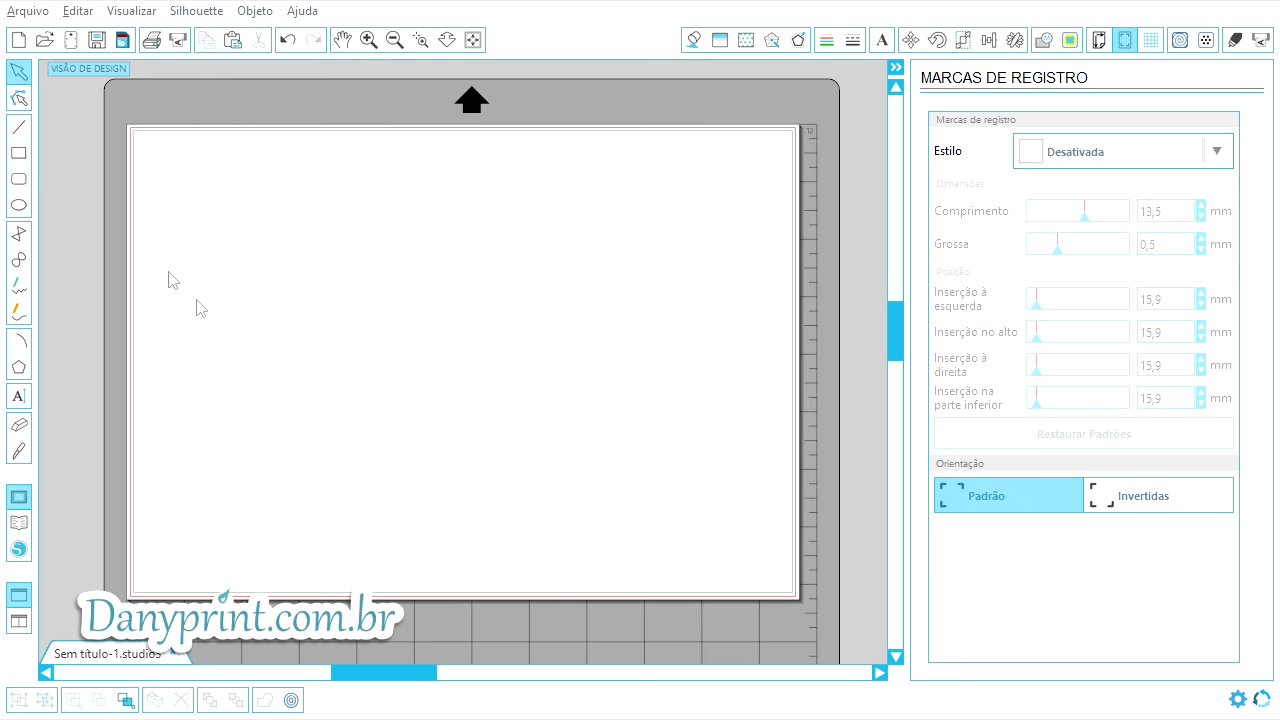 Arquivo Editar Visualizar Silhouette Objeto Ajuda
VISÃO DE DESIGN
12
MARCAS DE REGISTRO
Marcas de registro
Estilo Desativada
Dimensões
Comprimento 13,5 mm
Grossa 0,5 mm
Posição
Inserção à
esquerda 15,9 mm
Inserção no alto 15,9 mm
Inserção à
direita 15,9 mm
Inserção na
parte inferior 15,9 mm
Restaurar Padrões
Orientação
Padrão Invertidas
Danyprint.com.br
Sem título-1.studio3